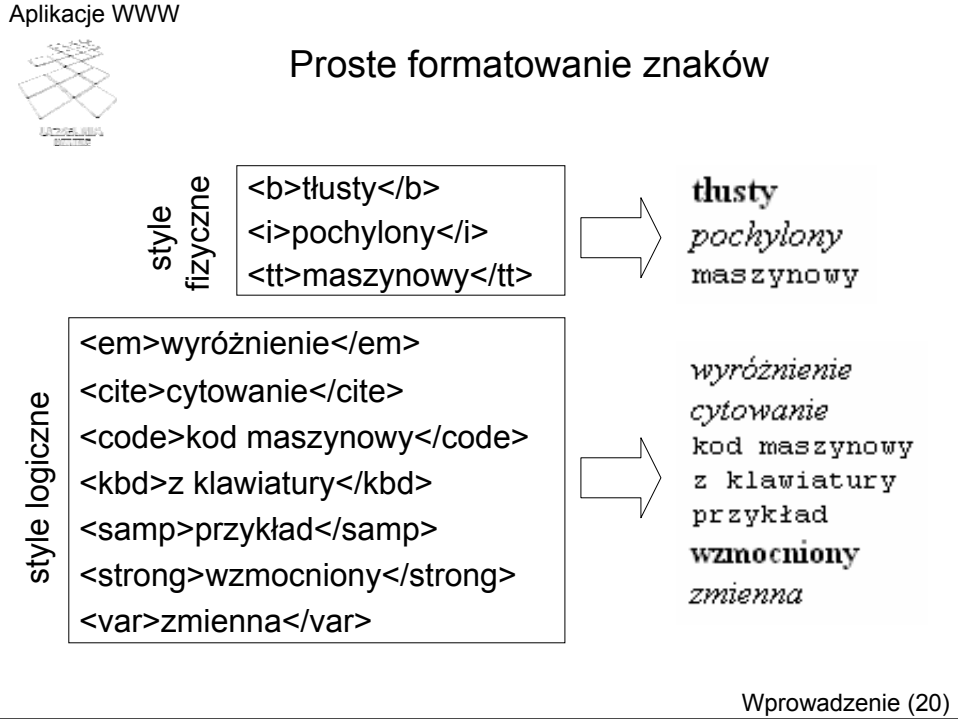 Aplikacje WWW
Proste formatowanie znaków
UCZELNIA
ONLINE
style
fizyczne
<b>tłusty</b>
<i>pochylony</i>
<tt>maszynowy</tt>
tłusty
pochylony
maszynowy
style logiczne
<em>wyróżnienie</em>
<cite>cytowanie</cite>
<code>kod maszynowy</code>
<kbd>z klawiatury</kbd>
<samp>przykład</samp>
<strong>wzmocniony</strong>
<var>zmienna</var>
wyróżnienie
cytowanie
kod maszynowy
z klawiatury
przykład
wzmocniony
zmienna
Wprowadzenie (20)